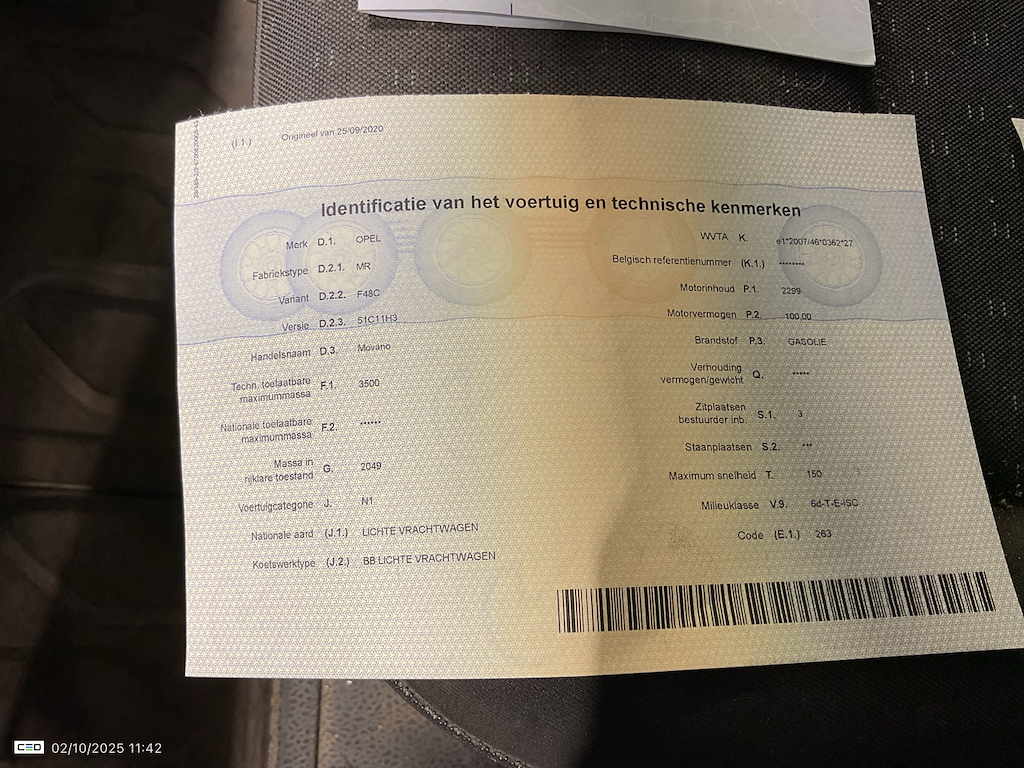 (I 1.) Origineel van 25/09/2020
Identificatie van het voertuig en technische kenmerken
Merk D.1. OPEL
Fabriekstype D.2.1. MR
Variant D.2.2. F48C
Versie D.2.3. 51C11H3
Handelsnaam D.3. Movano
Techn. toelaatbare
maximummassa F.1. 3500
Nationale toelaatbare
maximummassa F.2. ******
Massa in
rijklare toestand G. 2049
Voertuigcategorie J. N1
Nationale aard (J.1.) LICHTE VRACHTWAGEN
Koetswerktype (J.2.) BB LICHTE VRACHTWAGEN
WVTA K. e1*2007/46*0362*27
Belgisch referentienummer (K.1.) ********
Motorinhoud P.1. 2299
Motorvermogen P.2. 100,00
Brandstof P.3. GASOLIE
Verhouding
vermogen/gewicht Q. *****
Zitplaatsen
bestuurder inb. S.1. 3
Staanplaatsen S.2. ***
Maximum snelheid T. 150
Milieuklasse V.9. 6d-T-E-ISC
Code (E.1.) 263
CEO 02/10/2025 11:42